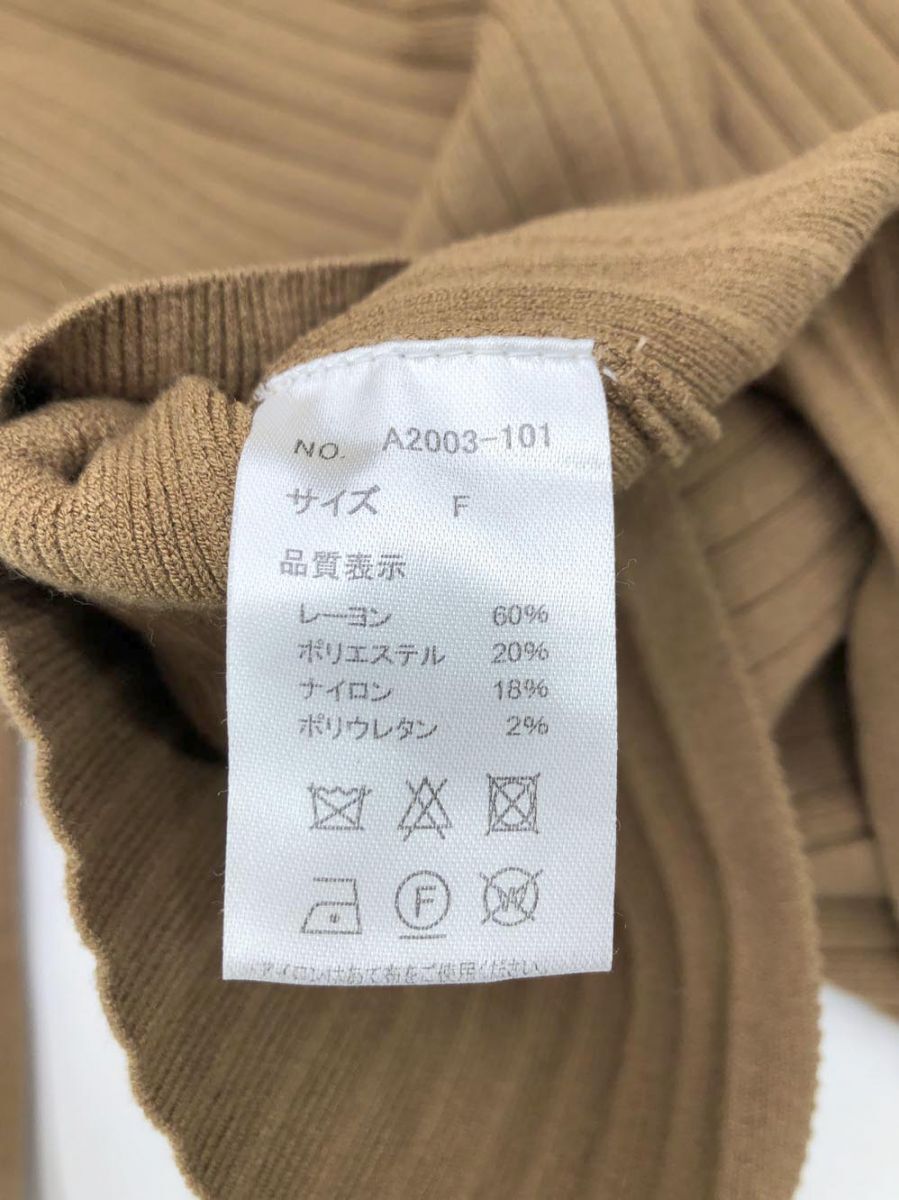 NO. A2003-101
サイズ F
品質表示
レーヨン 60%
ポリエステル 20%
ナイロン 18%
ポリウレタン 2%
F
W
アイロンはあて布をご使用ください